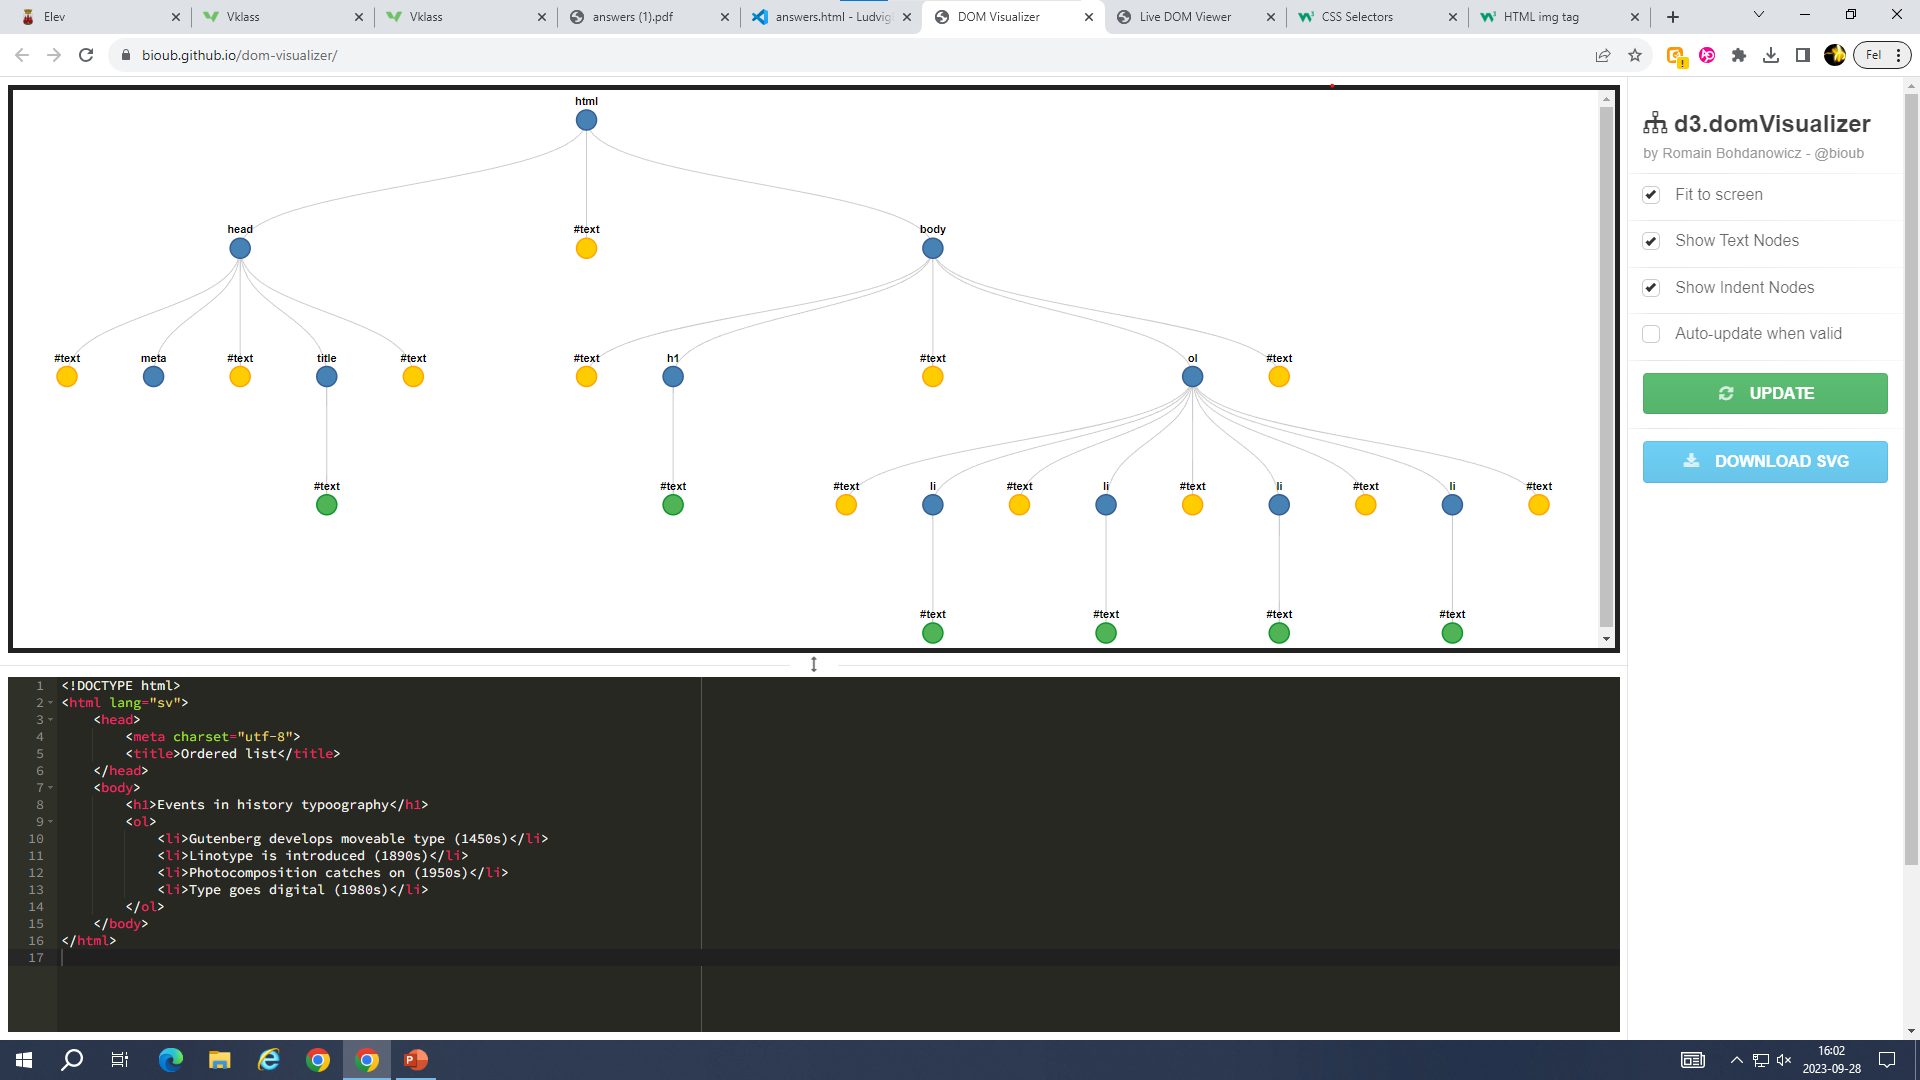 Elev
Vklass
Vklass
answers (1).pdf
answers.html - Ludvig
DOM Visualizer
Live DOM Viewer
CSS Selectors
HTML img tag
bioub.github.io/dom-visualizer/
Fel
html
head
#text
body
#text
meta
#text
title
#text
#text
h1
#text
ol
#text
#text
#text
#text
li
#text
li
#text
li
#text
li
#text
#text
#text
#text
#text
d3.domVisualizer
by Romain Bohdanowicz - @bioub
Fit to screen
Show Text Nodes
Show Indent Nodes
Auto-update when valid
UPDATE
DOWNLOAD SVG
1 <!DOCTYPE html>
2 <html lang="sv">
3 <head>
4 <meta charset="utf-8">
5 <title>Ordered list</title>
6 </head>
7 <body>
8 <h1>Events in history typoography</h1>
9 <ol>
10 <li>Gutenberg develops moveable type (1450s)</li>
11 <li>Linotype is introduced (1890s)</li>
12 <li>Photocomposition catches on (1950s)</li>
13 <li>Type goes digital (1980s)</li>
14 </ol>
15 </body>
16 </html>
17
16:02
2023-09-28